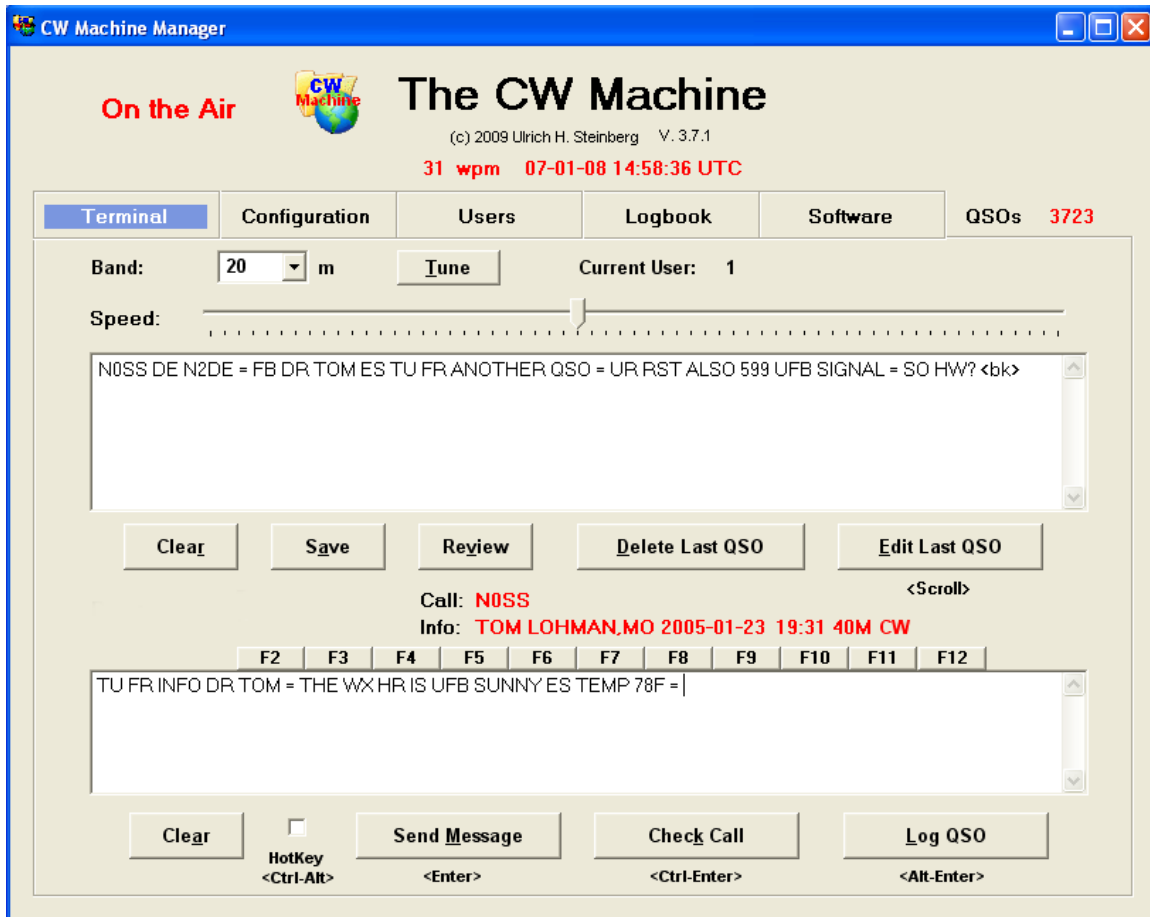 CW Machine Manager
On the Air
CW Machine
The CW Machine
(c) 2009 Ulrich H. Steinberg V. 3.7.1
31 wpm 07-01-08 14:58:36 UTC
Terminal Configuration Users Logbook Software QSOs 3723
Band: 20 m Tune Current User: 1
Speed:
N0SS DE N2DE = FB DR TOM ES TU FR ANOTHER QSO = UR RST ALSO 599 UFB SIGNAL = SO HW? <bk>
Clear Save Review Delete Last QSO Edit Last QSO
<Scroll>
Call: N0SS
Info: TOM LOHMAN,MO 2005-01-23 19:31 40M CW
F2 F3 F4 F5 F6 F7 F8 F9 F10 F11 F12
TU FR INFO DR TOM = THE WX HR IS UFB SUNNY ES TEMP 78F =
Clear Send Message Check Call Log QSO
HotKey
<Ctrl-Alt> <Enter> <Ctrl-Enter> <Alt-Enter>